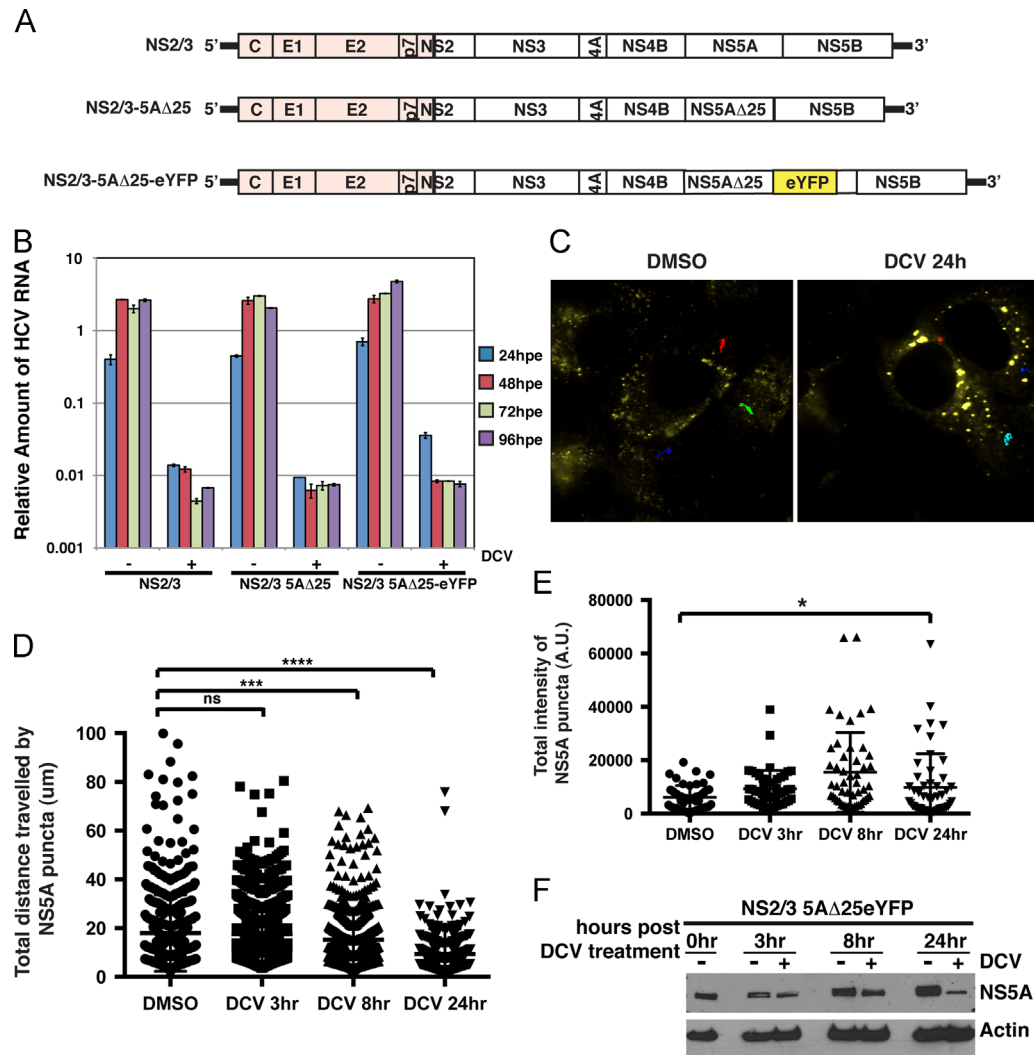 A
NS2/3 5’ C E1 E2 p7 NS2 NS3 4A NS4B NS5A NS5B 3’
NS2/3-5AΔ25 5’ C E1 E2 p7 NS2 NS3 4A NS4B NS5AΔ25 NS5B 3’
NS2/3-5AΔ25-eYFP 5’ C E1 E2 p7 NS2 NS3 4A NS4B NS5AΔ25 eYFP NS5B 3’
B
Relative Amount of HCV RNA
10
1
0.1
0.01
0.001
24hpe
48hpe
72hpe
96hpe
- + - + - + DCV
NS2/3 NS2/3 5AΔ25 NS2/3 5AΔ25-eYFP
C
DMSO DCV 24h
D
Total distance travelled by
NS5A puncta (um)
****
***
ns
100
80
60
40
20
0
DMSO DCV 3hr DCV 8hr DCV 24hr
E
Total intensity of
NS5A puncta (A.U.)
*
80000
60000
40000
20000
0
DMSO DCV 3hr DCV 8hr DCV 24hr
F
NS2/3 5AΔ25eYFP
hours post
DCV treatment
0hr 3hr 8hr 24hr
- - + - + - + DCV
NS5A
Actin